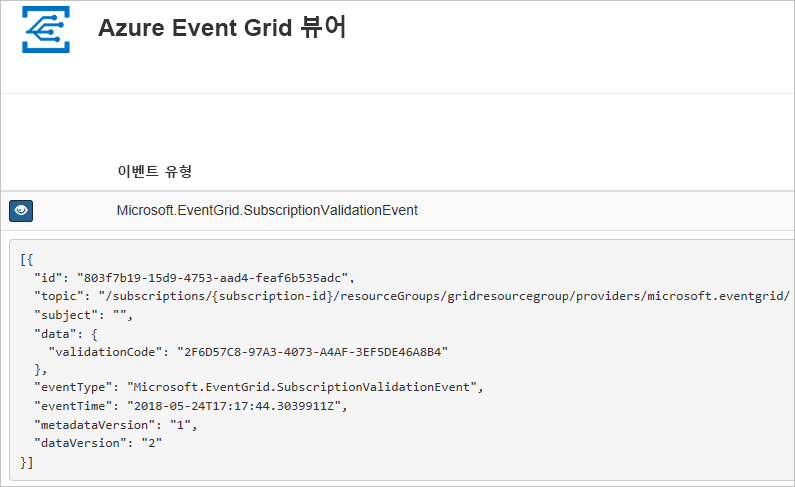 Azure Event Grid 뷰어
이벤트 유형
Microsoft.EventGrid.SubscriptionValidationEvent
[{
  "id": "803f7b19-15d9-4753-aad4-feaf6b535adc",
  "topic": "/subscriptions/{subscription-id}/resourceGroups/gridresourcegroup/providers/microsoft.eventgrid/
  "subject": "",
  "data": {
    "validationCode": "2F6D57C8-97A3-4073-A4AF-3EF5DE46A8B4"
  },
  "eventType": "Microsoft.EventGrid.SubscriptionValidationEvent",
  "eventTime": "2018-05-24T17:17:44.3039911Z",
  "metadataVersion": "1",
  "dataVersion": "2"
}]